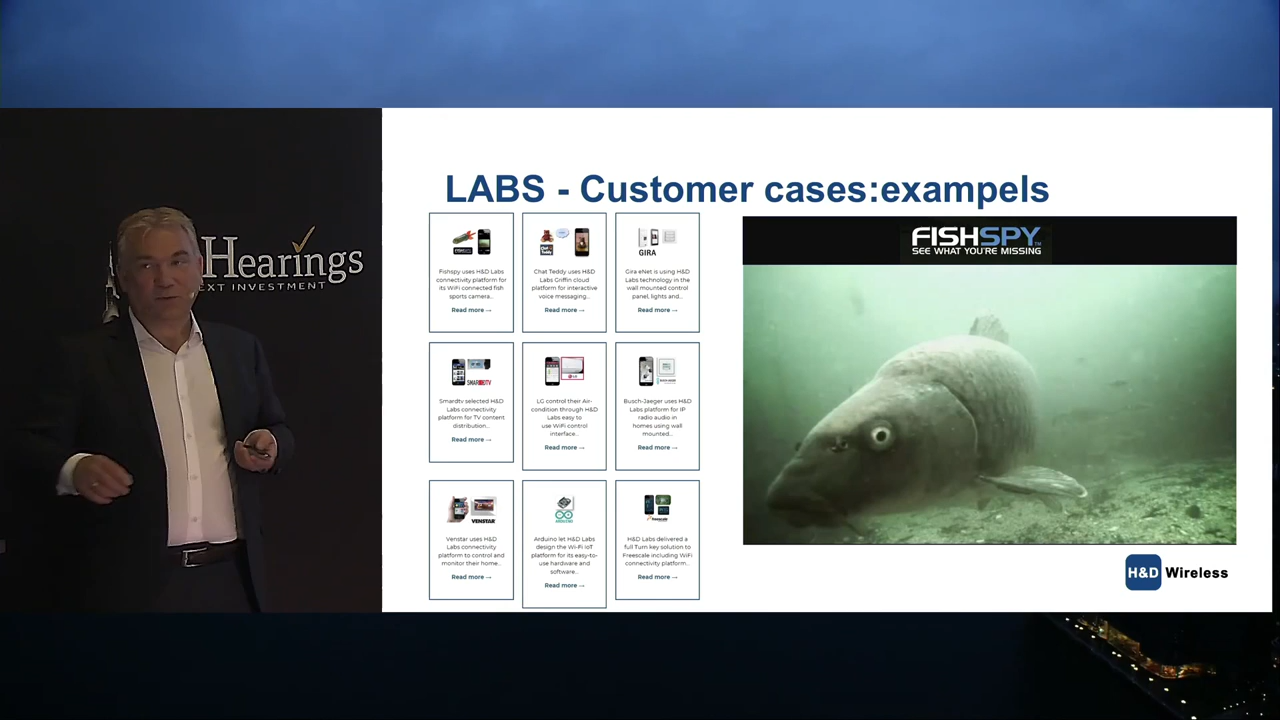 Hearings
EXT INVESTMENT
LABS - Customer cases:exampels
Fishspy uses H&D Labs
connectivity platform for
its WiFi connected fish
sports camera...
Read more →
Chat Teddy uses H&D
Labs Griffin cloud
platform for interactive
voice messaging...
Read more →
GIRA
Gira eNet is using H&D
Labs technology in the
wall mounted control
panel, lights and...
Read more →
SMARDTV
Smardtv selected H&D
Labs connectivity
platform for TV content
distribution...
Read more →
LG
LG control their Air-
condition through H&D
Labs easy to
use WiFi control
interface...
Read more →
Busch-Jaeger uses H&D
Labs platform for IP
radio audio in
homes using wall
mounted...
Read more →
VENSTAR
Venstar uses H&D
Labs connectivity
platform to control and
monitor their home...
Read more →
ARDUINO
Arduino let H&D Labs
design the Wi-Fi IoT
platform for its easy-to-
use hardware and
software...
Read more →
freescale
H&D Labs delivered a
full Turn key solution to
Freescale including WiFi
connectivity platform...
Read more →
FISHSPY™
SEE WHAT YOU'RE MISSING
H&D Wireless